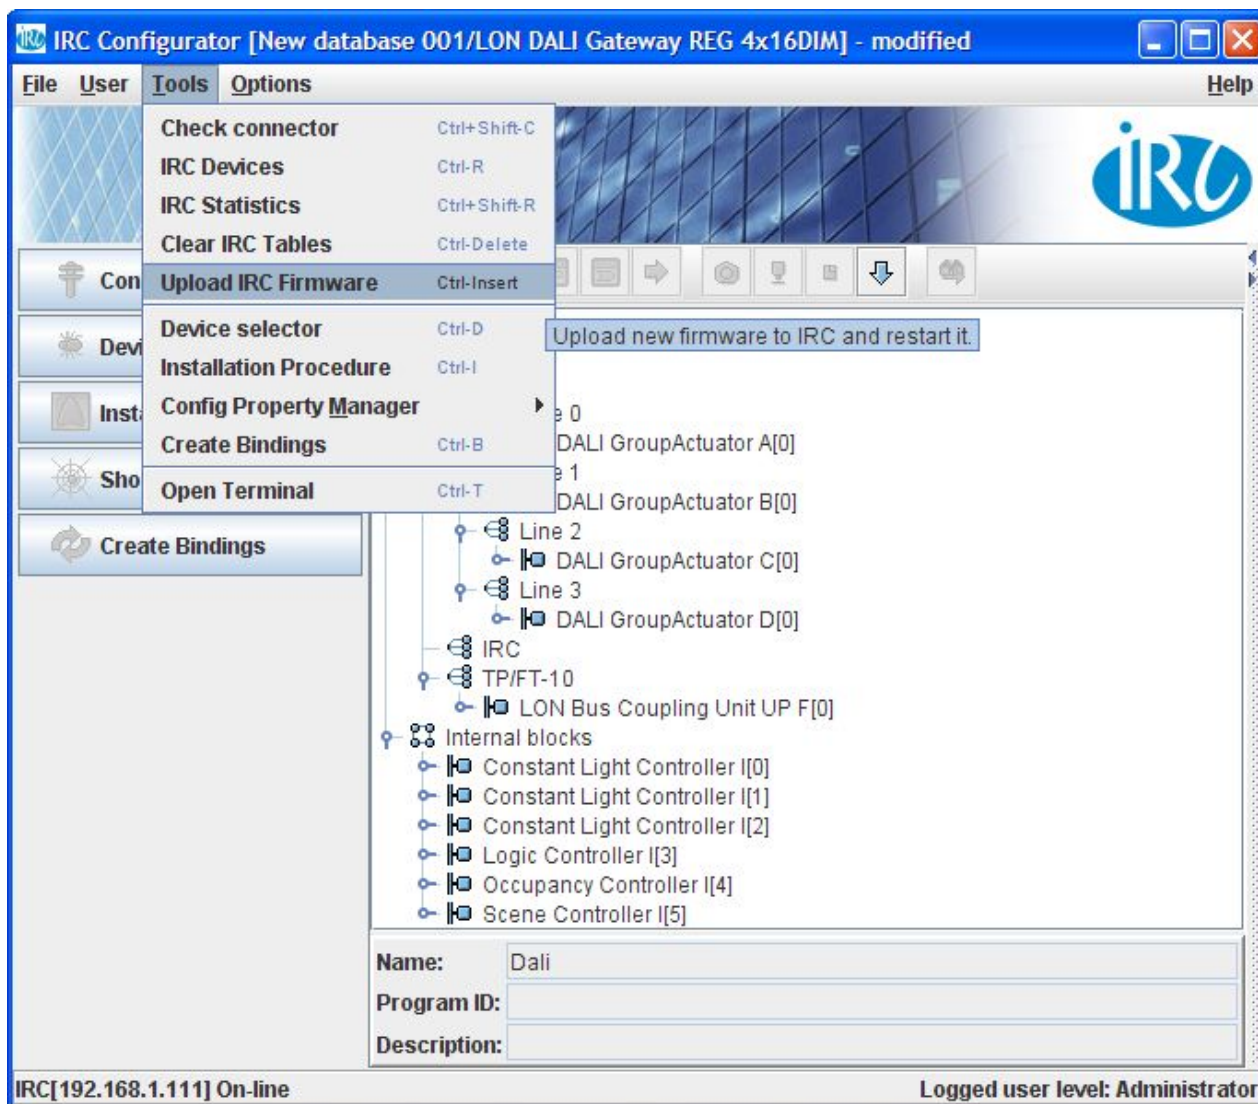 IRC Configurator [New database 001/LON DALI Gateway REG 4x16DIM] - modified
File User Tools Options Help
Check connector Ctrl+Shift-C
IRC Devices Ctrl-R
IRC Statistics Ctrl+Shift-R
Clear IRC Tables Ctrl-Delete
Upload IRC Firmware Ctrl-Insert
Device selector Ctrl-D
Installation Procedure Ctrl-I
Config Property Manager
Create Bindings Ctrl-B
Open Terminal Ctrl-T
Upload new firmware to IRC and restart it.
IRC
Con
Devi
Insta
Sho
Create Bindings
e 0
DALI GroupActuator A[0]
e 1
DALI GroupActuator B[0]
Line 2
DALI GroupActuator C[0]
Line 3
DALI GroupActuator D[0]
IRC
TP/FT-10
LON Bus Coupling Unit UP F[0]
Internal blocks
Constant Light Controller I[0]
Constant Light Controller I[1]
Constant Light Controller I[2]
Logic Controller I[3]
Occupancy Controller I[4]
Scene Controller I[5]
Name: Dali
Program ID:
Description:
IRC[192.168.1.111] On-line
Logged user level: Administrator